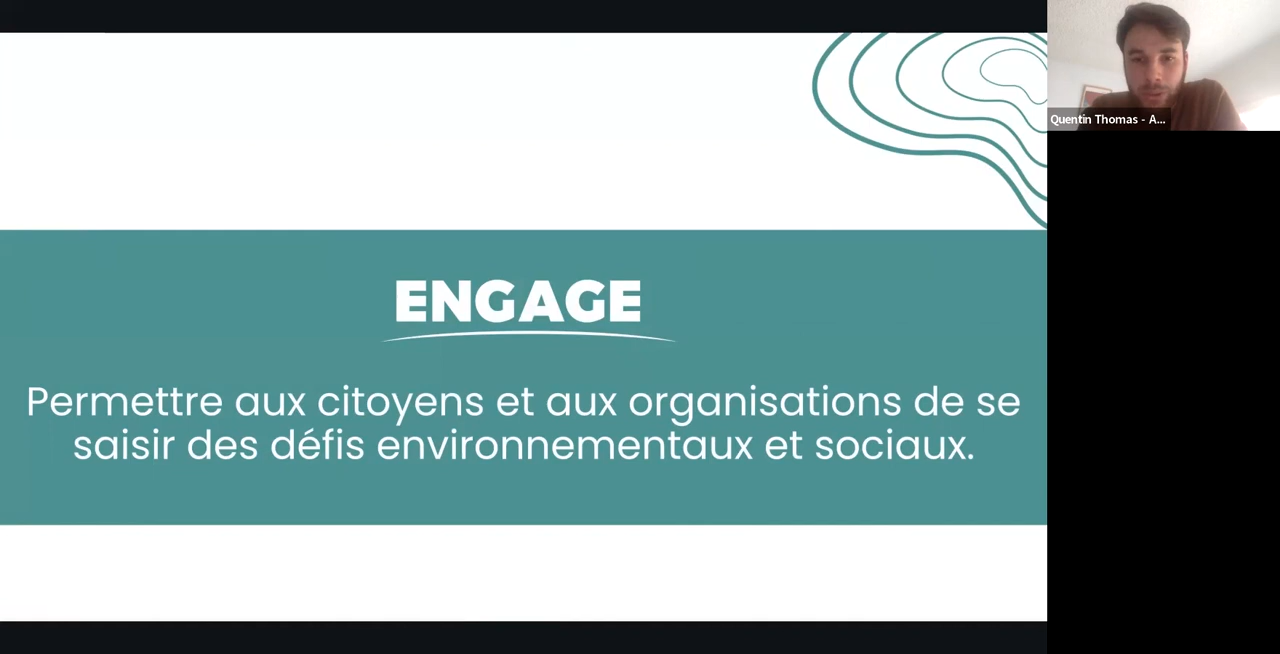 ENGAGE
Permettre aux citoyens et aux organisations de se
saisir des défis environnementaux et sociaux.
Quentin Thomas - A...